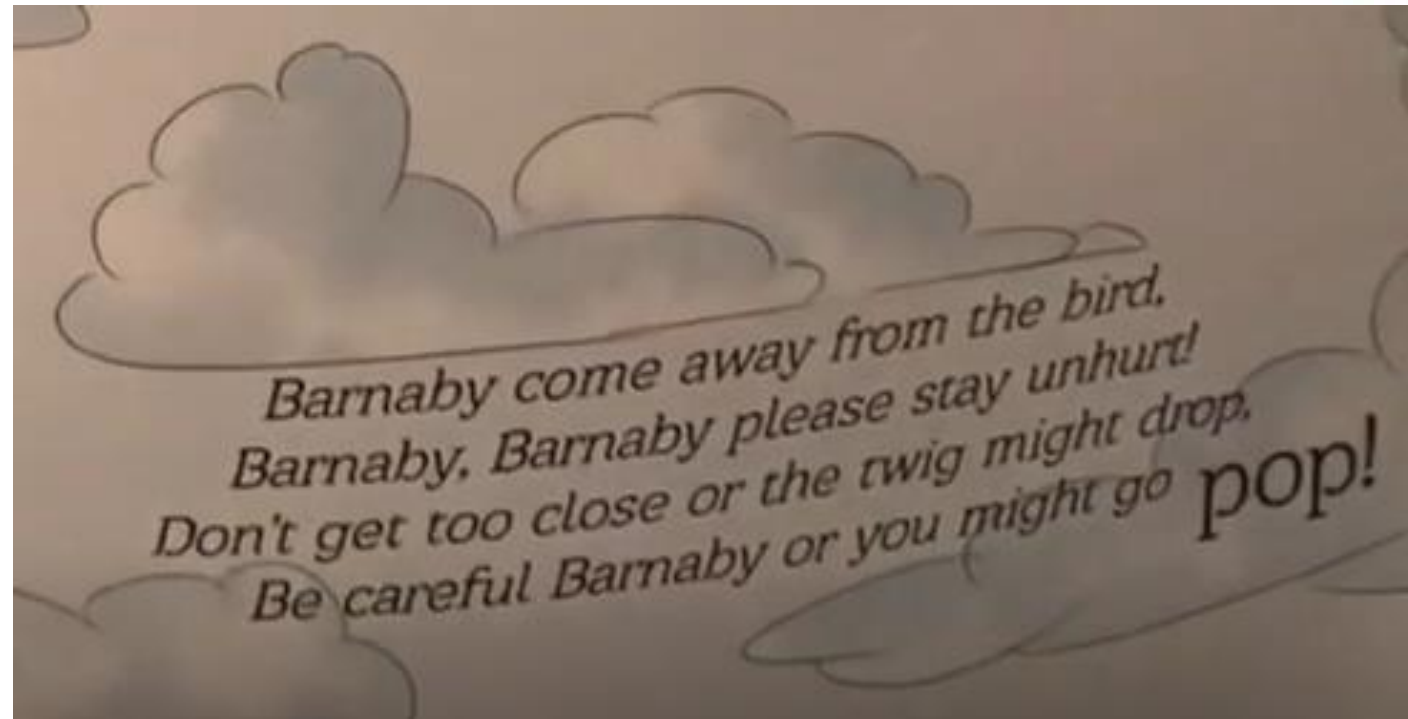 Barnaby come away from the bird,
Barnaby, Barnaby please stay unhurt!
Don't get too close or the twig might drop,
Be careful Barnaby or you might go pop!